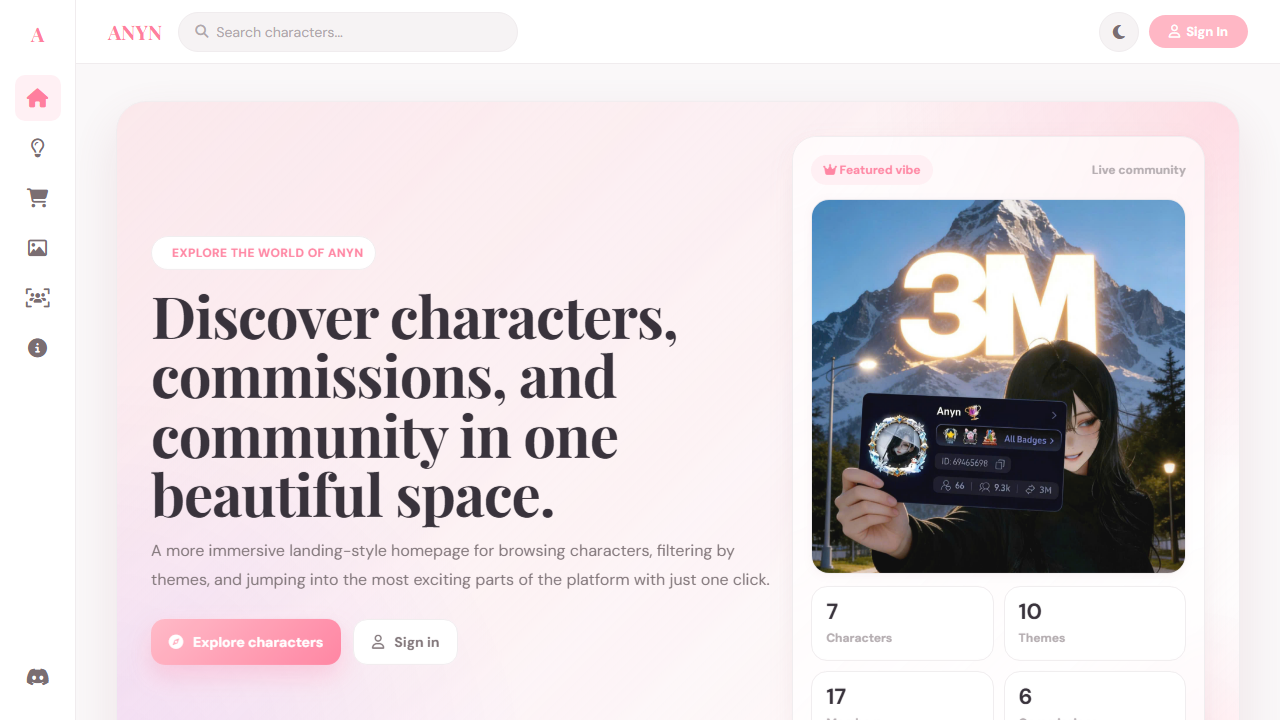 A
ANYN
Search characters...
Sign In
EXPLORE THE WORLD OF ANYN
Discover characters,
commissions, and
community in one
beautiful space.
A more immersive landing-style homepage for browsing characters, filtering by
themes, and jumping into the most exciting parts of the platform with just one click.
Explore characters
Sign in
Featured vibe
Live community
3M
Anyn
All Badges >
ID: 69465698
66 | 9.3k | 3M
7
Characters
10
Themes
17
6